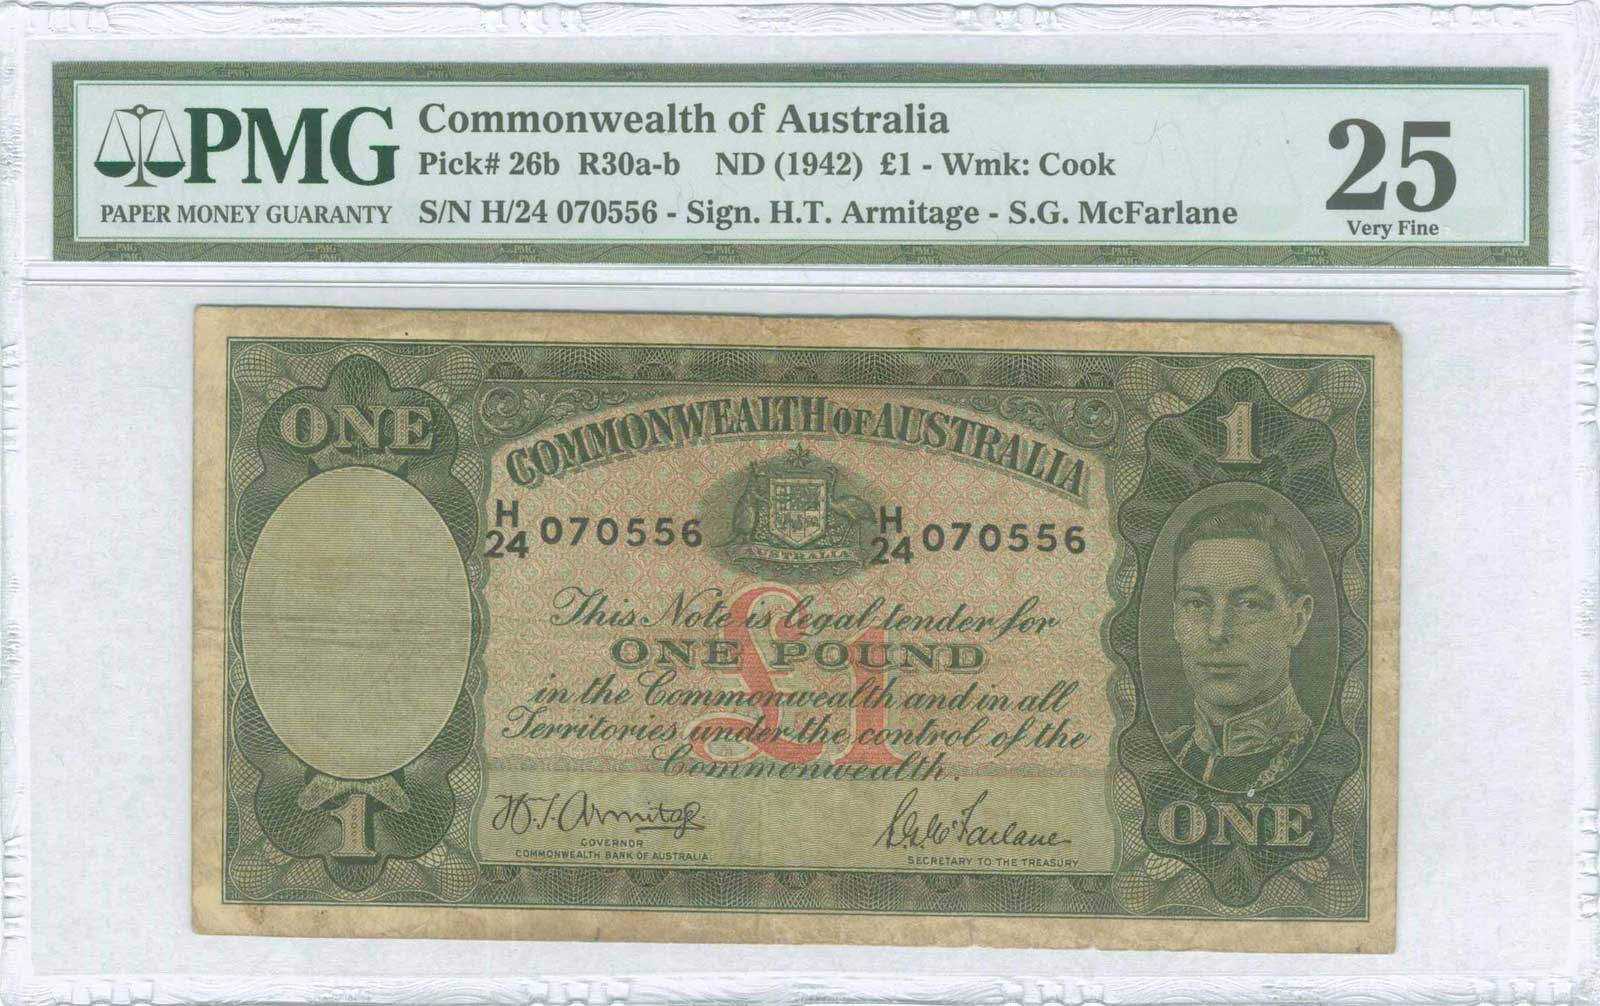 PMG
PAPER MONEY GUARANTY
Commonwealth of Australia
Pick# 26b R30a-b ND (1942) £1 - Wmk: Cook
S/N H/24 070556 - Sign. H.T. Armitage - S.G. McFarlane
25
Very Fine
ONE
1
COMMONWEALTH OF AUSTRALIA
H
24 070556
AUSTRALIA
H
24 070556
£1
This Note is legal tender for
ONE POUND
in the Commonwealth and in all
Territories under the control of the
Commonwealth.
H.T. Armitage.
GOVERNOR
COMMONWEALTH BANK OF AUSTRALIA.
S.G. McFarlane
SECRETARY TO THE TREASURY
1
ONE